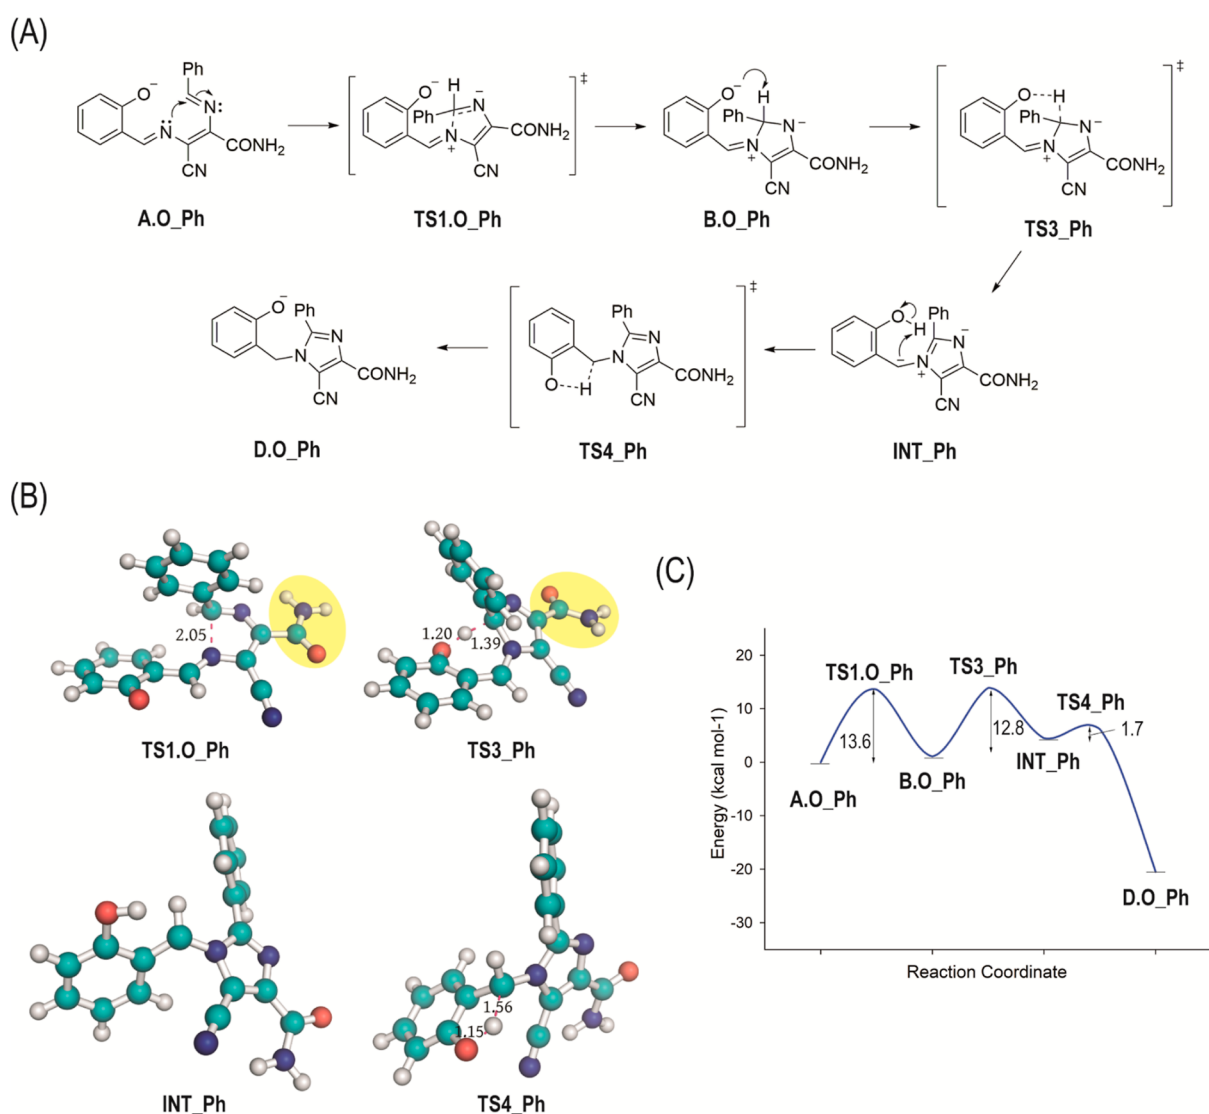 (A)
Ph
O−
N:
N̈
CONH2
CN
A.O_Ph
‡
O− H
N−
Ph
N
+
CONH2
CN
TS1.O_Ph
O−
H
Ph
N−
N
+
CONH2
CN
B.O_Ph
‡
O H
Ph
N−
N
+
CONH2
CN
TS3_Ph
O−
Ph
N
N
CONH2
CN
D.O_Ph
‡
Ph
N
N
O H
CONH2
CN
TS4_Ph
O
H
Ph
N−
−
N
+
CONH2
CN
INT_Ph
(B)
2.05
TS1.O_Ph
1.20
1.39
TS3_Ph
INT_Ph
1.56
1.15
TS4_Ph
(C)
Energy (kcal mol-1)
20
10
0
-10
-20
-30
TS1.O_Ph
TS3_Ph
TS4_Ph
13.6
12.8
1.7
A.O_Ph
B.O_Ph
INT_Ph
D.O_Ph
Reaction Coordinate